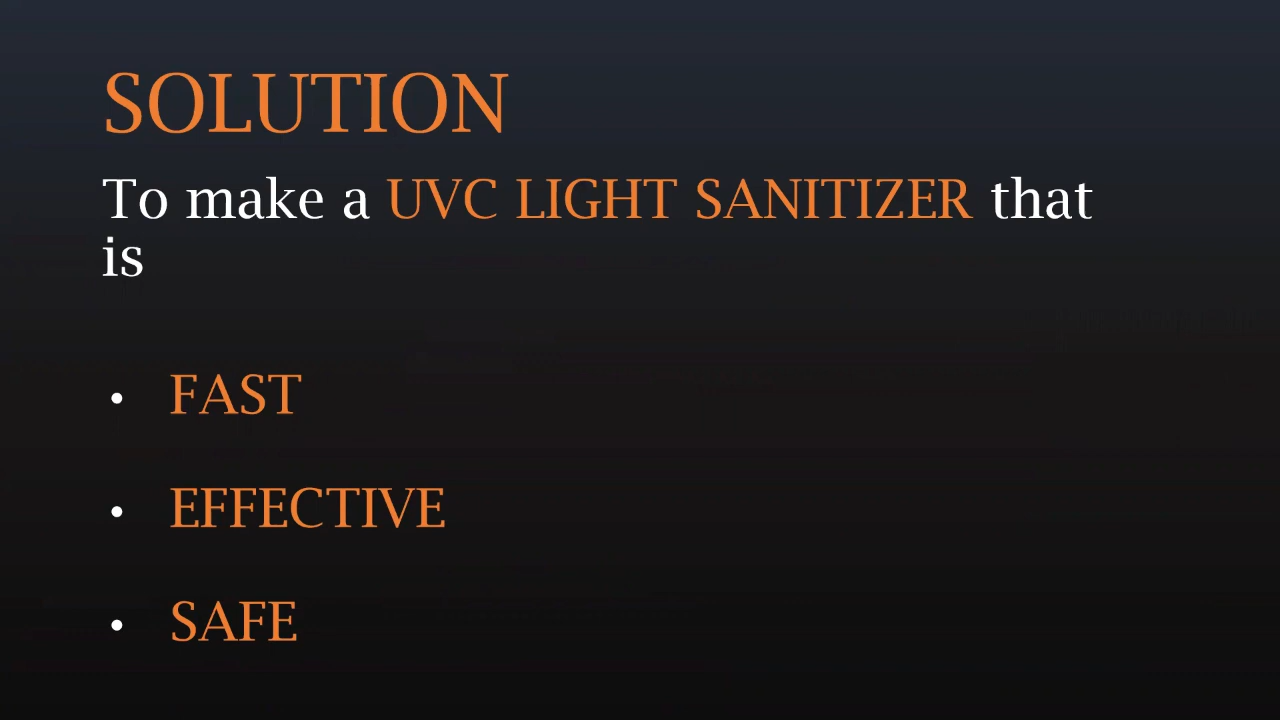 SOLUTION
To make a UVC LIGHT SANITIZER that
is
• FAST
• EFFECTIVE
• SAFE